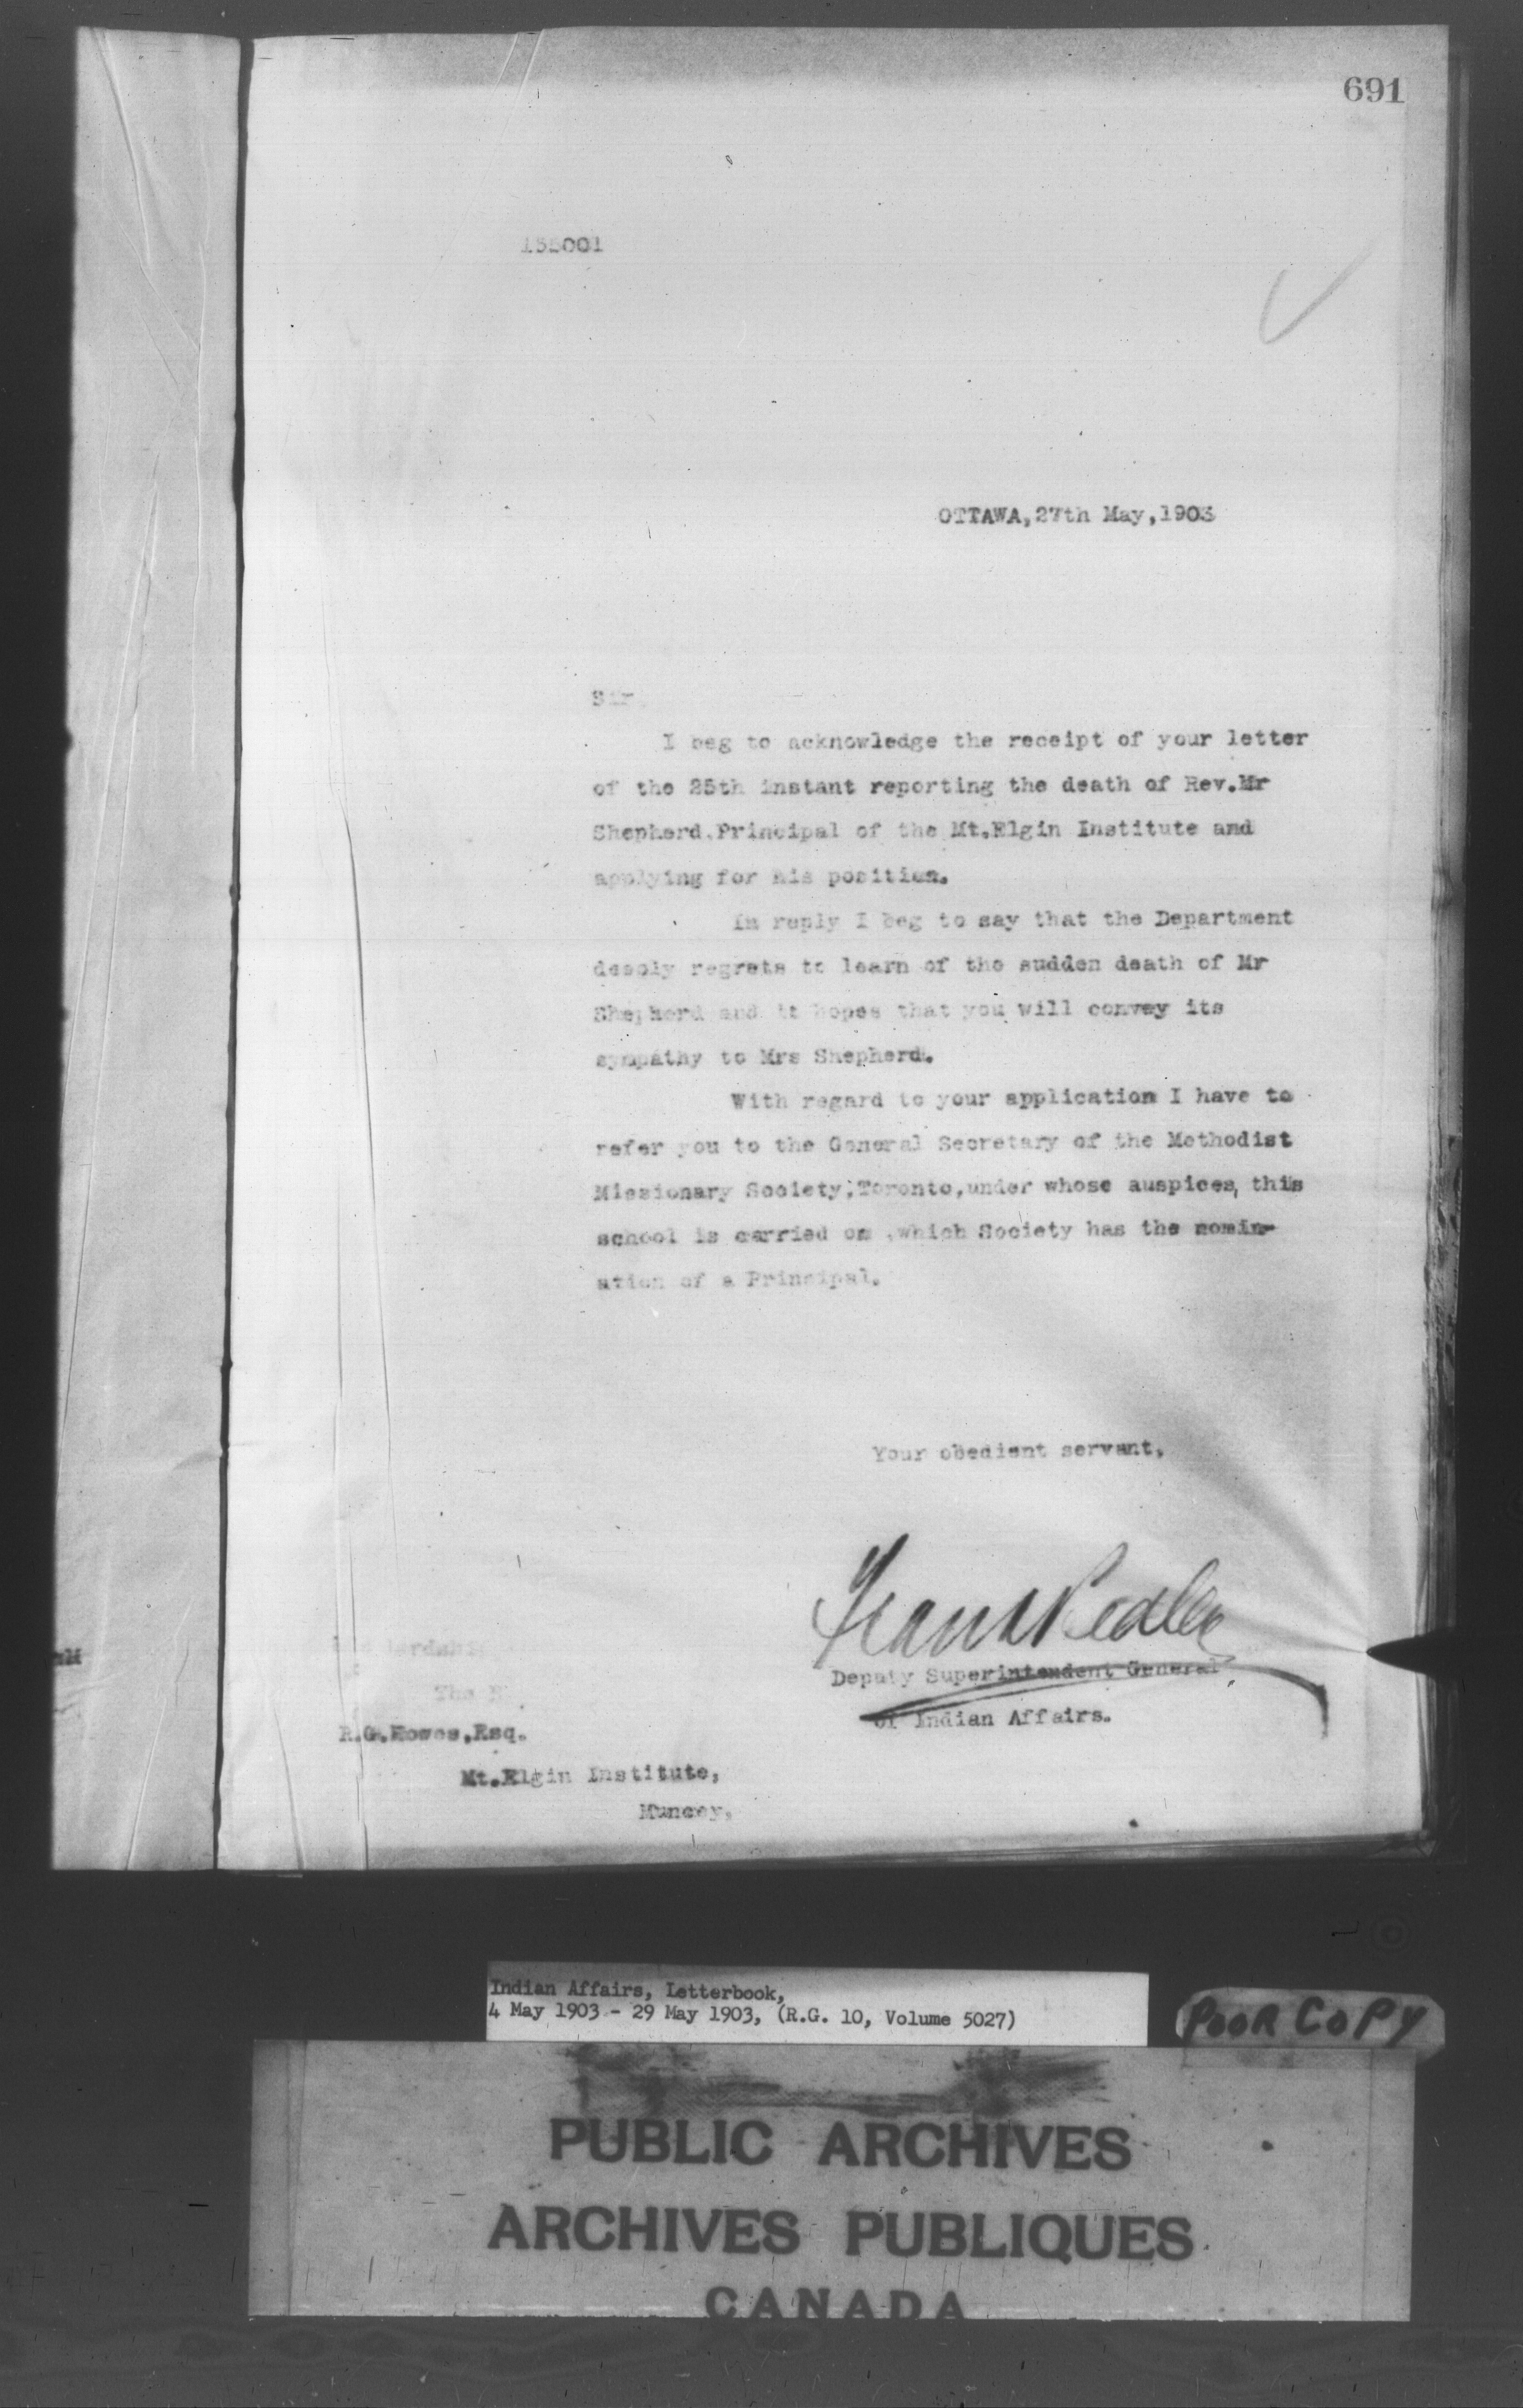 691
OTTAWA,27th May,1903
Sir
I beg to acknowledge the receipt of your letter
of the 25th instant reporting the death of Rev.Mr
Shepherd,Principal of the Mt.Elgin Institute and
applying for his position.
In reply I beg to say that the Department
deeply regrets to learn of the sudden death of Mr
Shepherd and it hopes that you will convey its
sympathy to Mrs Shepherd.
With regard to your application I have to
refer you to the General Secretary of the Methodist
Missionary Society,Toronto,under whose auspices, this
school is carried on ,which Society has the nomin-
ation of a Principal.
Your obedient servant,
Frank Pedley
Deputy Superintendent General
of Indian Affairs.
R.G.Howes,Esq.
Mt.Elgin Institute,
Muncey,
Indian Affairs, Letterbook,
4 May 1903 - 29 May 1903, (R.G. 10, Volume 5027)
POOR COPY
PUBLIC ARCHIVES
ARCHIVES PUBLIQUES
CANADA